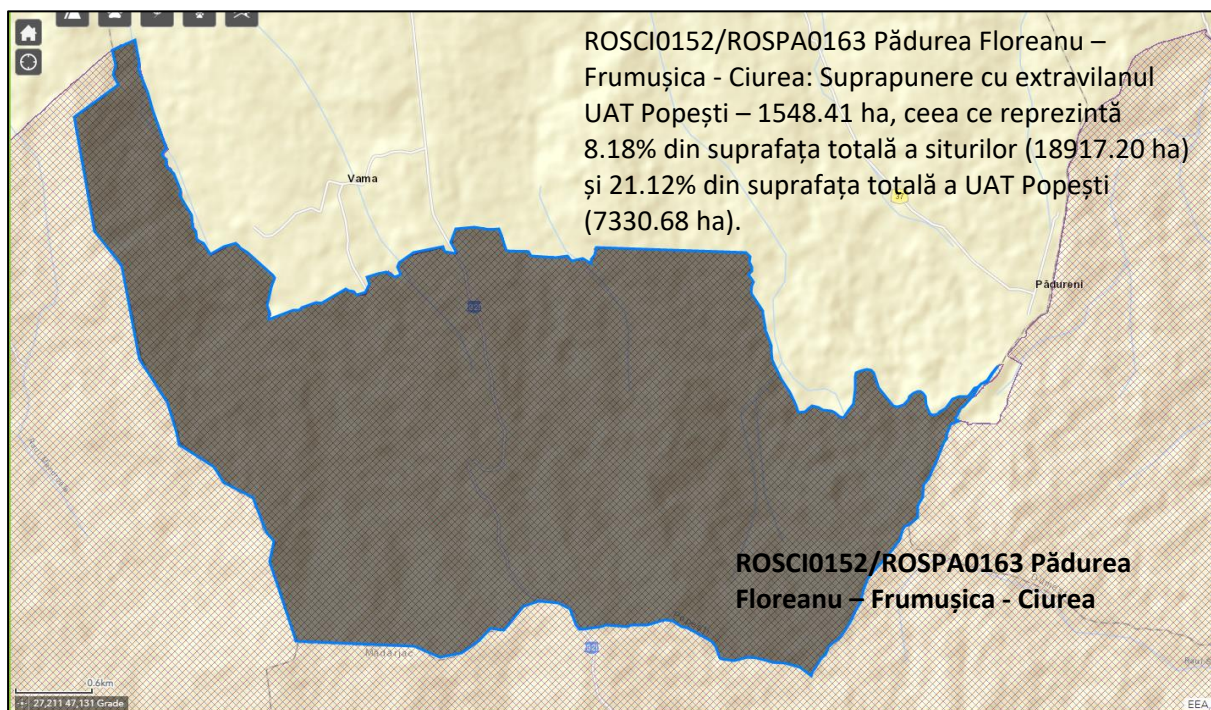 ROSCI0152/ROSPA0163 Pădurea Floreanu –
Frumușica - Ciurea: Suprapunere cu extravilanul
UAT Popești – 1548.41 ha, ceea ce reprezintă
8.18% din suprafața totală a siturilor (18917.20 ha)
și 21.12% din suprafața totală a UAT Popești
(7330.68 ha).
Vama
37
Pădureni
ROSCI0152/ROSPA0163 Pădurea
Floreanu – Frumușica - Ciurea
Mădârjac
0.6km
27,211 47,131 Grade
EEA,